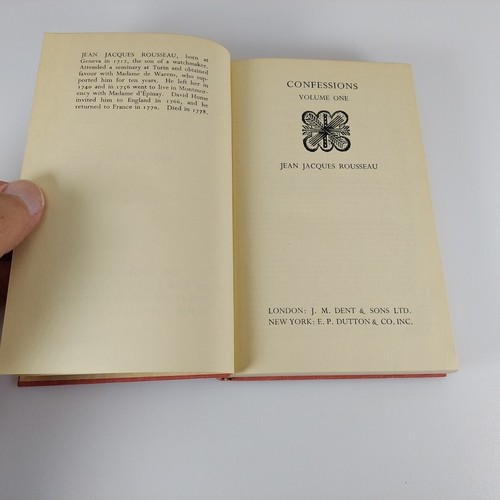 JEAN JACQUES ROUSSEAU, born at
Geneva in 1712, the son of a watchmaker.
Attended a seminary at Turin and obtained
favour with Madame de Warens, who sup-
ported him for ten years. He left her in
1740 and in 1756 went to live in Montmor-
ency with Madame d'Épinay. David Hume
invited him to England in 1766, and he
returned to France in 1770. Died in 1778.
CONFESSIONS
VOLUME ONE
JEAN JACQUES ROUSSEAU
LONDON: J. M. DENT & SONS LTD.
NEW YORK: E. P. DUTTON & CO. INC.